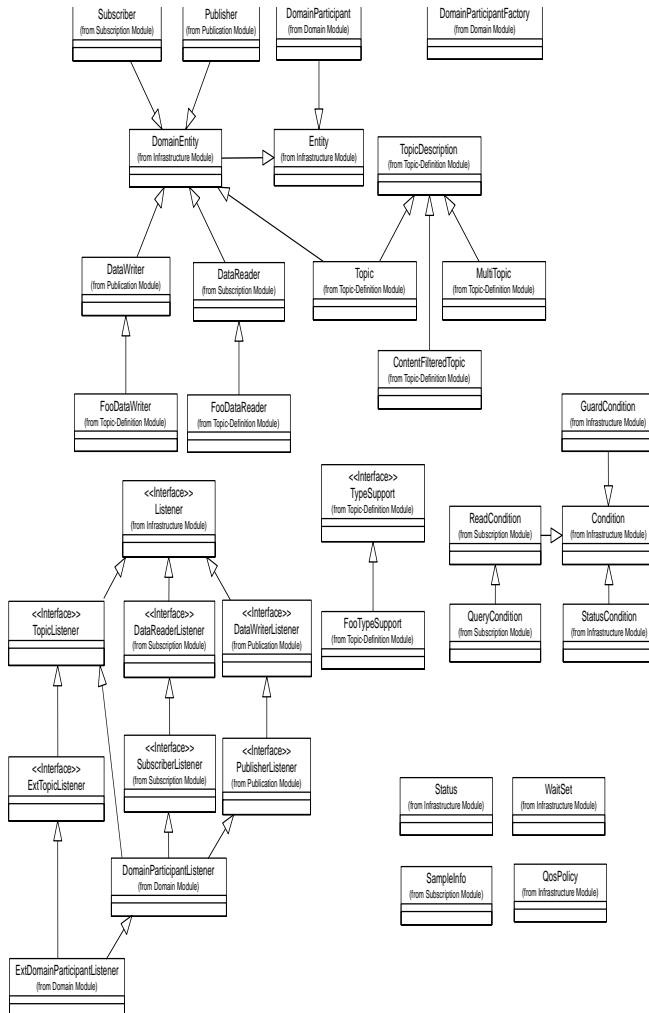 Subscriber
(from Subscription Module)
Publisher
(from Publication Module)
DomainParticipant
(from Domain Module)
DomainParticipantFactory
(from Domain Module)
DomainEntity
(from Infrastructure Module)
Entity
(from Infrastructure Module)
TopicDescription
(from Topic-Definition Module)
DataWriter
(from Publication Module)
DataReader
(from Subscription Module)
Topic
(from Topic-Definition Module)
MultiTopic
(from Topic-Definition Module)
ContentFilteredTopic
(from Topic-Definition Module)
FooDataWriter
(from Topic-Definition Module)
FooDataReader
(from Topic-Definition Module)
GuardCondition
(from Infrastructure Module)
<<Interface>>
Listener
(from Infrastructure Module)
<<Interface>>
TypeSupport
(from Topic-Definition Module)
ReadCondition
(from Subscription Module)
Condition
(from Infrastructure Module)
<<Interface>>
TopicListener
<<Interface>>
DataReaderListener
(from Subscription Module)
<<Interface>>
DataWriterListener
(from Publication Module)
FooTypeSupport
(from Topic-Definition Module)
QueryCondition
(from Subscription Module)
StatusCondition
(from Infrastructure Module)
<<Interface>>
ExtTopicListener
<<Interface>>
SubscriberListener
(from Subscription Module)
<<Interface>>
PublisherListener
(from Publication Module)
Status
(from Infrastructure Module)
WaitSet
(from Infrastructure Module)
DomainParticipantListener
(from Domain Module)
SampleInfo
(from Subscription Module)
QosPolicy
(from Infrastructure Module)
ExtDomainParticipantListener
(from Domain Module)